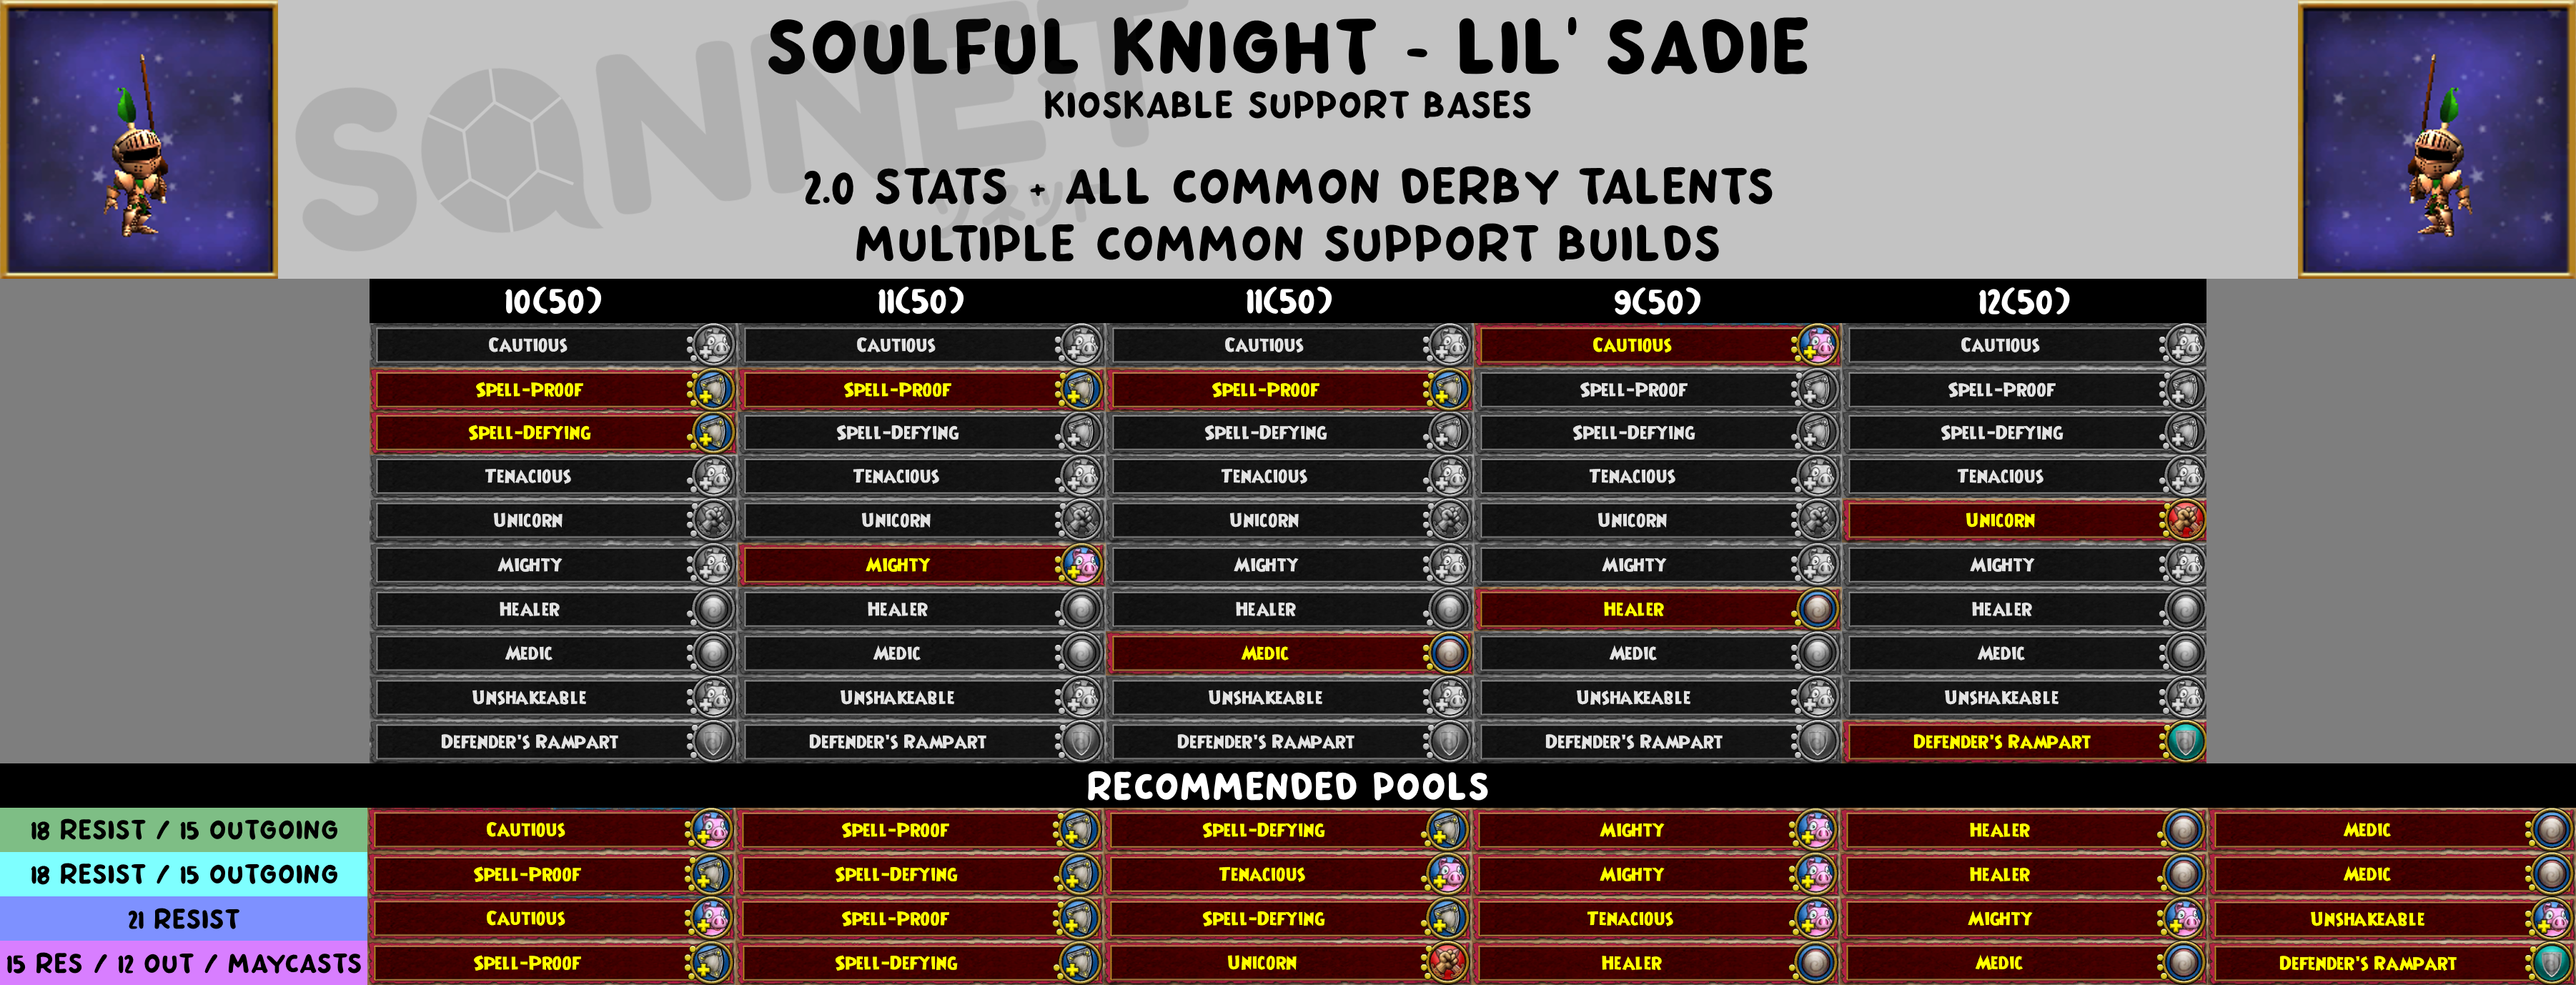 SONNET
ソネット
SOULFUL KNIGHT - LIL' SADIE
KIOSKABLE SUPPORT BASES
2.0 STATS + ALL COMMON DERBY TALENTS
MULTIPLE COMMON SUPPORT BUILDS
10(50) 11(50) 11(50) 9(50) 12(50)
CAUTIOUS CAUTIOUS CAUTIOUS CAUTIOUS CAUTIOUS
SPELL-PROOF SPELL-PROOF SPELL-PROOF SPELL-PROOF SPELL-PROOF
SPELL-DEFYING SPELL-DEFYING SPELL-DEFYING SPELL-DEFYING SPELL-DEFYING
TENACIOUS TENACIOUS TENACIOUS TENACIOUS TENACIOUS
UNICORN UNICORN UNICORN UNICORN UNICORN
MIGHTY MIGHTY MIGHTY MIGHTY MIGHTY
HEALER HEALER HEALER HEALER HEALER
MEDIC MEDIC MEDIC MEDIC MEDIC
UNSHAKEABLE UNSHAKEABLE UNSHAKEABLE UNSHAKEABLE UNSHAKEABLE
DEFENDER'S RAMPART DEFENDER'S RAMPART DEFENDER'S RAMPART DEFENDER'S RAMPART DEFENDER'S RAMPART
RECOMMENDED POOLS
18 RESIST / 15 OUTGOING CAUTIOUS SPELL-PROOF SPELL-DEFYING MIGHTY HEALER MEDIC
18 RESIST / 15 OUTGOING SPELL-PROOF SPELL-DEFYING TENACIOUS MIGHTY HEALER MEDIC
21 RESIST CAUTIOUS SPELL-PROOF SPELL-DEFYING TENACIOUS MIGHTY UNSHAKEABLE
15 RES / 12 OUT / MAYCASTS SPELL-PROOF SPELL-DEFYING UNICORN HEALER MEDIC DEFENDER'S RAMPART